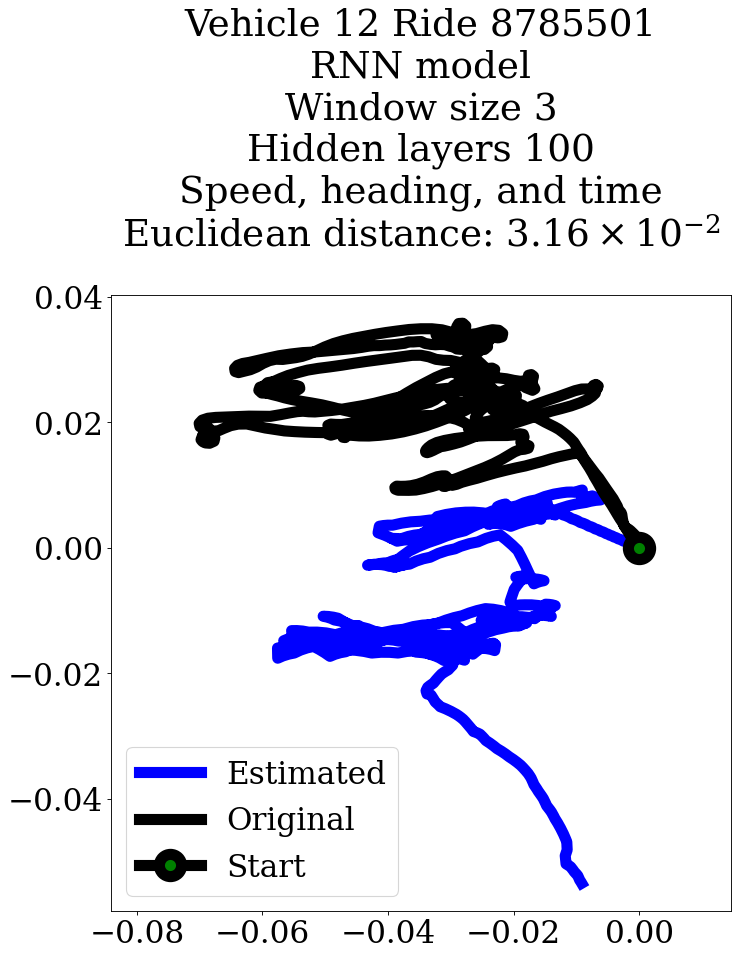 Vehicle 12 Ride 8785501
RNN model
Window size 3
Hidden layers 100
Speed, heading, and time
Euclidean distance: 3.16 × 10⁻²
0.04
0.02
0.00
−0.02
−0.04
Estimated
Original
Start
−0.08
−0.06
−0.04
−0.02
0.00